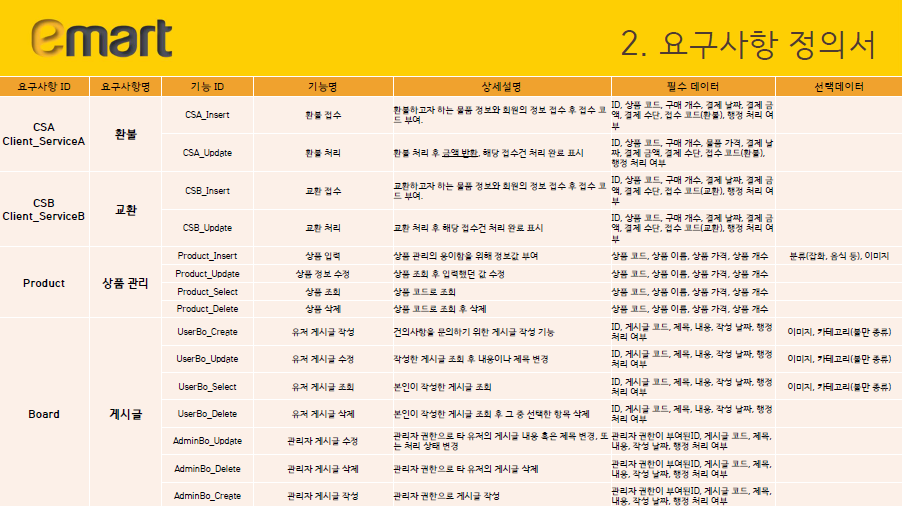 emart
2. 요구사항 정의서
요구사항 ID 요구사항명 기능 ID 기능명 상세설명 필수 데이터 선택데이터
CSA
Client_ServiceA
환불
CSA_Insert
환불 접수
환불하고자 하는 물품 정보와 회원의 정보 접수 후 접수 코
드 부여.
ID, 상품 코드, 구매 개수, 결제 날짜, 결제 금
액, 결제 수단, 접수 코드(환불), 행정 처리 여
부
CSA_Update
환불 처리
환불 처리 후 금액 반환, 해당 접수건 처리 완료 표시
ID, 상품 코드, 구매 개수, 물품 가격, 결제 날
짜, 결제 금액, 결제 수단, 접수 코드(환불),
행정 처리 여부
CSB
Client_ServiceB
교환
CSB_Insert
교환 접수
교환하고자 하는 물품 정보와 회원의 정보 접수 후 접수 코
드 부여.
ID, 상품 코드, 구매 개수, 결제 날짜, 결제 금
액, 결제 수단, 접수 코드(교환), 행정 처리 여
부
CSB_Update
교환 처리
교환 처리 후 해당 접수건 처리 완료 표시
ID, 상품 코드, 구매 개수, 결제 날짜, 결제 금
액, 결제 수단, 접수 코드(교환), 행정 처리 여
부
Product
상품 관리
Product_Insert 상품 입력 상품 관리의 용이함을 위해 정보값 부여 상품 코드, 상품 이름, 상품 가격, 상품 개수 분류(잡화, 음식 등), 이미지
Product_Update 상품 정보 수정 상품 조회 후 입력했던 값 수정 상품 코드, 상품 이름, 상품 가격, 상품 개수
Product_Select 상품 조회 상품 코드로 조회 상품 코드, 상품 이름, 상품 가격, 상품 개수
Product_Delete 상품 삭제 상품 코드로 조회 후 삭제 상품 코드, 상품 이름, 상품 가격, 상품 개수
Board
게시글
UserBo_Create
유저 게시글 작성
건의사항을 문의하기 위한 게시글 작성 기능
ID, 게시글 코드, 제목, 내용, 작성 날짜, 행정
처리 여부
이미지, 카테고리(불만 종류)
UserBo_Update
유저 게시글 수정
작성한 게시글 조회 후 내용이나 제목 변경
ID, 게시글 코드, 제목, 내용, 작성 날짜, 행정
처리 여부
이미지, 카테고리(불만 종류)
UserBo_Select
유저 게시글 조회
본인이 작성한 게시글 조회
ID, 게시글 코드, 제목, 내용, 작성 날짜, 행정
처리 여부
이미지, 카테고리(불만 종류)
UserBo_Delete
유저 게시글 삭제
본인이 작성한 게시글 조회 후 그 중 선택한 항목 삭제
ID, 게시글 코드, 제목, 내용, 작성 날짜, 행정
처리 여부
AdminBo_Update
관리자 게시글 수정
관리자 권한으로 타 유저의 게시글 내용 혹은 제목 변경, 또
는 처리 상태 변경
관리자 권한이 부여된ID, 게시글 코드, 제목,
내용, 작성 날짜, 행정 처리 여부
AdminBo_Delete
관리자 게시글 삭제
관리자 권한으로 타 유저의 게시글 삭제
관리자 권한이 부여된ID, 게시글 코드, 제목,
내용, 작성 날짜, 행정 처리 여부
AdminBo_Create
관리자 게시글 작성
관리자 권한으로 게시글 작성
관리자 권한이 부여된ID, 게시글 코드, 제목,
내용, 작성 날짜, 행정 처리 여부